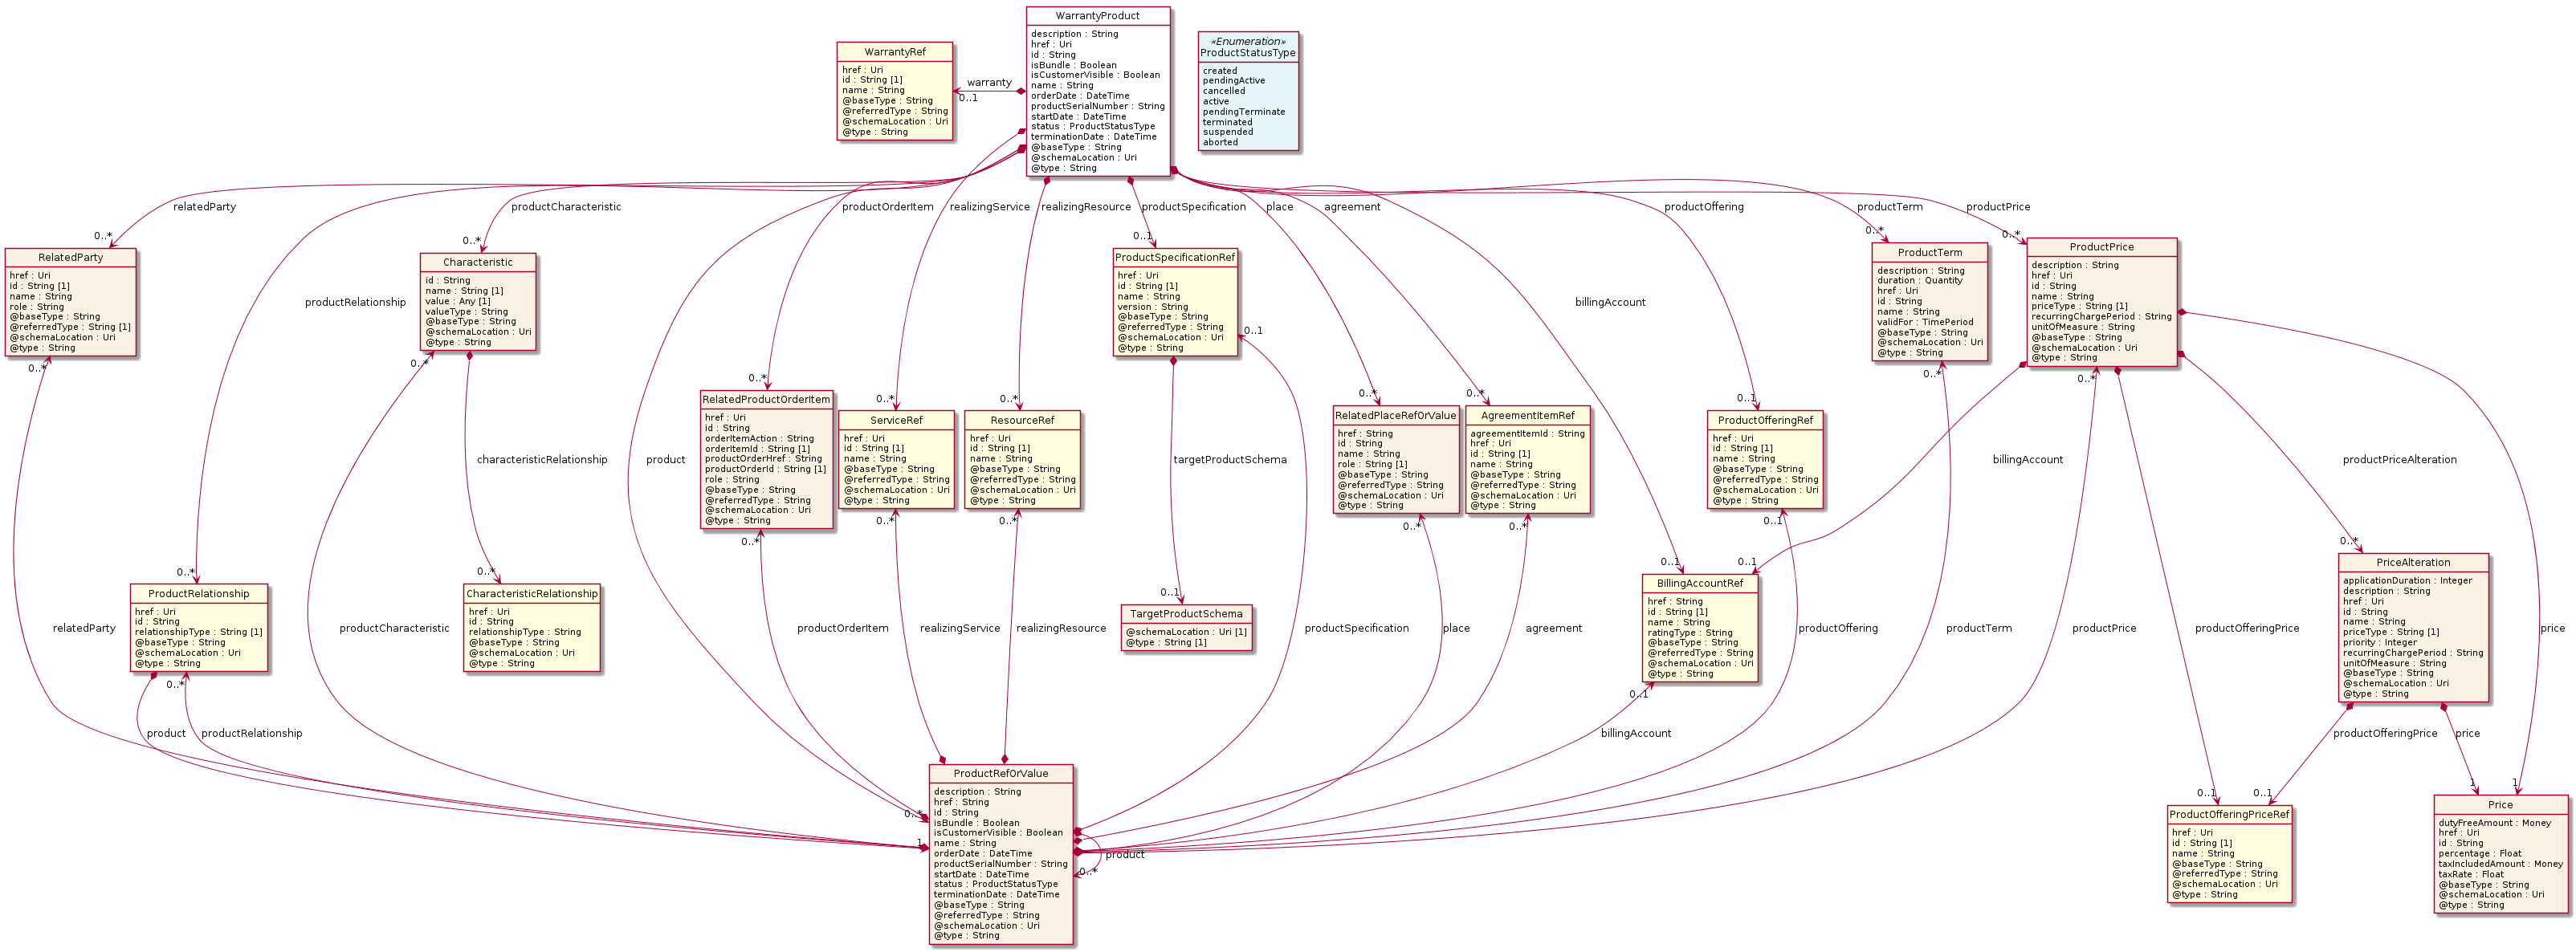 WarrantyProduct
description : String
href : Uri
id : String
isBundle : Boolean
isCustomerVisible : Boolean
name : String
orderDate : DateTime
productSerialNumber : String
startDate : DateTime
status : ProductStatusType
terminationDate : DateTime
@baseType : String
@schemaLocation : Uri
@type : String
«Enumeration»
ProductStatusType
created
pendingActive
cancelled
active
pendingTerminate
terminated
suspended
aborted
WarrantyRef
href : Uri
id : String [1]
name : String
@baseType : String
@referredType : String
@schemaLocation : Uri
@type : String
warranty
0..1
relatedParty
0..*
productCharacteristic
0..*
productOrderItem
realizingService
realizingResource
productSpecification
0..1
place
agreement
productOffering
productTerm
0..*
productPrice
0..*
RelatedParty
href : Uri
id : String [1]
name : String
role : String
@baseType : String
@referredType : String [1]
@schemaLocation : Uri
@type : String
0..*
productRelationship
Characteristic
id : String
name : String [1]
value : Any [1]
valueType : String
@baseType : String
@schemaLocation : Uri
@type : String
0..*
ProductSpecificationRef
href : Uri
id : String [1]
name : String
version : String
@baseType : String
@referredType : String
@schemaLocation : Uri
@type : String
0..1
billingAccount
ProductTerm
description : String
duration : Quantity
href : Uri
id : String
name : String
validFor : TimePeriod
@baseType : String
@schemaLocation : Uri
@type : String
0..*
ProductPrice
description : String
href : Uri
id : String
name : String
priceType : String [1]
recurringChargePeriod : String
unitOfMeasure : String
@baseType : String
@schemaLocation : Uri
@type : String
0..*
0..*
RelatedProductOrderItem
href : Uri
id : String
orderItemAction : String
orderItemId : String [1]
productOrderHref : String
productOrderId : String [1]
role : String
@baseType : String
@referredType : String
@schemaLocation : Uri
@type : String
0..*
0..*
ServiceRef
href : Uri
id : String [1]
name : String
@baseType : String
@referredType : String
@schemaLocation : Uri
@type : String
0..*
0..*
ResourceRef
href : Uri
id : String [1]
name : String
@baseType : String
@referredType : String
@schemaLocation : Uri
@type : String
0..*
0..*
RelatedPlaceRefOrValue
href : String
id : String
name : String
role : String [1]
@baseType : String
@referredType : String
@schemaLocation : Uri
@type : String
0..*
0..*
AgreementItemRef
agreementItemId : String
href : Uri
id : String [1]
name : String
@baseType : String
@referredType : String
@schemaLocation : Uri
@type : String
0..*
0..1
ProductOfferingRef
href : Uri
id : String [1]
name : String
@baseType : String
@referredType : String
@schemaLocation : Uri
@type : String
0..1
characteristicRelationship
product
targetProductSchema
billingAccount
productPriceAlteration
0..*
ProductRelationship
href : Uri
id : String
relationshipType : String [1]
@baseType : String
@schemaLocation : Uri
@type : String
0..*
0..*
CharacteristicRelationship
href : Uri
id : String
relationshipType : String
@baseType : String
@schemaLocation : Uri
@type : String
0..1
TargetProductSchema
@schemaLocation : Uri [1]
@type : String [1]
0..1
0..1
BillingAccountRef
href : String
id : String [1]
name : String
ratingType : String
@baseType : String
@referredType : String
@schemaLocation : Uri
@type : String
0..1
0..*
PriceAlteration
applicationDuration : Integer
description : String
href : Uri
id : String
name : String
priceType : String [1]
priority : Integer
recurringChargePeriod : String
unitOfMeasure : String
@baseType : String
@schemaLocation : Uri
@type : String
relatedParty
productCharacteristic
productOrderItem
realizingService
realizingResource
productSpecification
place
agreement
productOffering
productTerm
productPrice
productOfferingPrice
price
product
productRelationship
billingAccount
productOfferingPrice
price
0..*
1
ProductRefOrValue
description : String
href : String
id : String
isBundle : Boolean
isCustomerVisible : Boolean
name : String
orderDate : DateTime
productSerialNumber : String
startDate : DateTime
status : ProductStatusType
terminationDate : DateTime
@baseType : String
@referredType : String
@schemaLocation : Uri
@type : String
product
0..*
0..1
0..1
ProductOfferingPriceRef
href : Uri
id : String [1]
name : String
@baseType : String
@referredType : String
@schemaLocation : Uri
@type : String
1
1
Price
dutyFreeAmount : Money
href : Uri
id : String
percentage : Float
taxIncludedAmount : Money
taxRate : Float
@baseType : String
@schemaLocation : Uri
@type : String